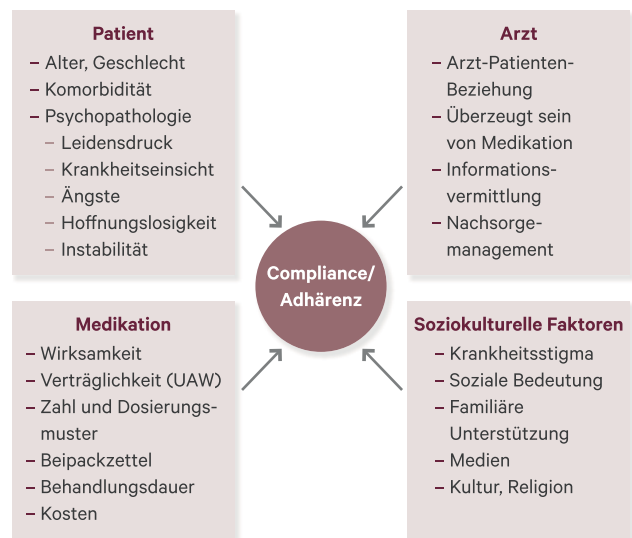 Patient
– Alter, Geschlecht
– Komorbidität
– Psychopathologie
– Leidensdruck
– Krankheitseinsicht
– Ängste
– Hoffnungslosigkeit
– Instabilität
Arzt
– Arzt-Patienten-
Beziehung
– Überzeugt sein
von Medikation
– Informations-
vermittlung
– Nachsorge-
management
Compliance/
Adhärenz
Medikation
– Wirksamkeit
– Verträglichkeit (UAW)
– Zahl und Dosierungs-
muster
– Beipackzettel
– Behandlungsdauer
– Kosten
Soziokulturelle Faktoren
– Krankheitsstigma
– Soziale Bedeutung
– Familiäre
Unterstützung
– Medien
– Kultur, Religion